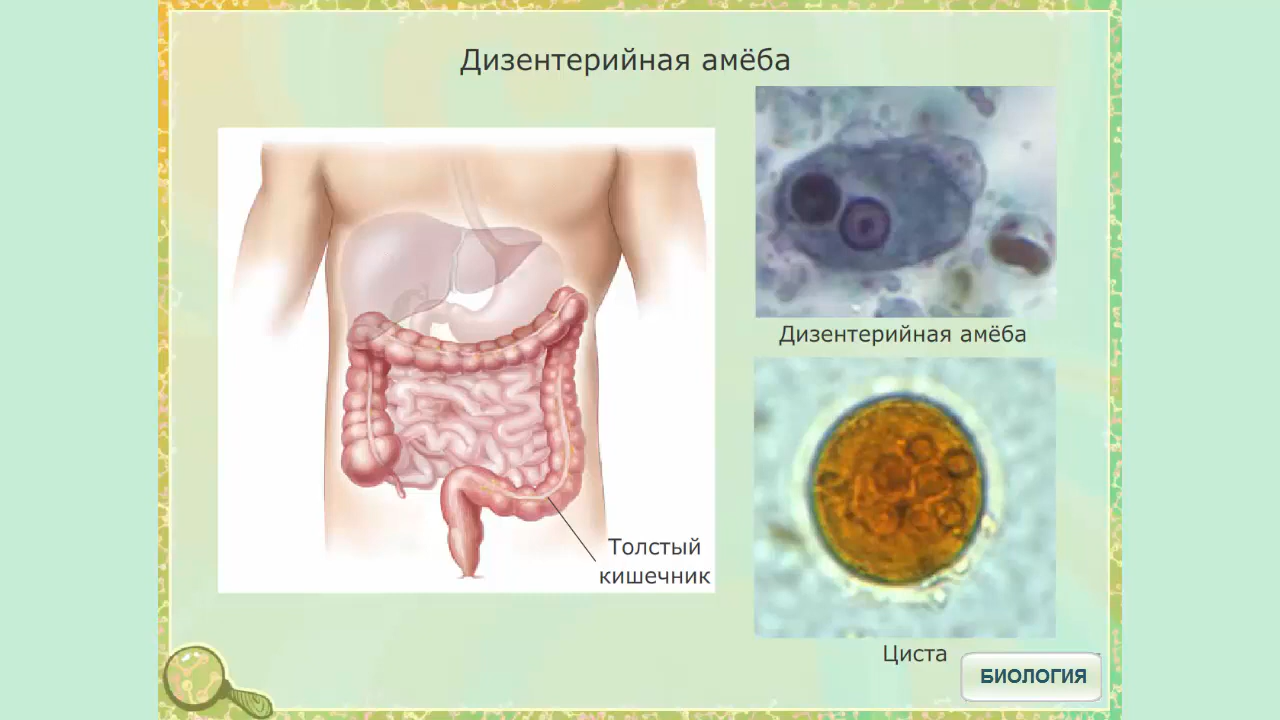 Дизентерийная амёба
Толстый
кишечник
Дизентерийная амёба
Циста
БИОЛОГИЯ